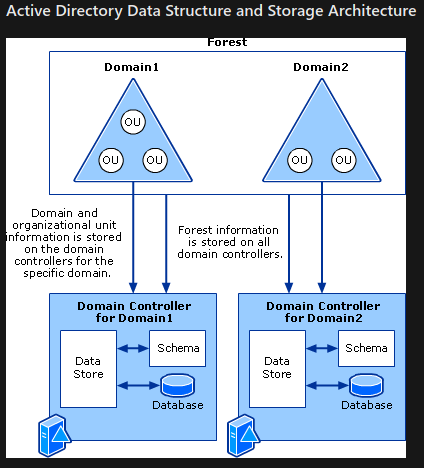 Active Directory Data Structure and Storage Architecture
Forest
Domain1
Domain2
OU
OU
OU
OU
OU
Domain and
organizational unit
information is stored
on the domain
controllers for the
specific domain.
Forest information
is stored on all
domain controllers.
Domain Controller
for Domain1
Data
Store
Schema
Database
Domain Controller
for Domain2
Data
Store
Schema
Database